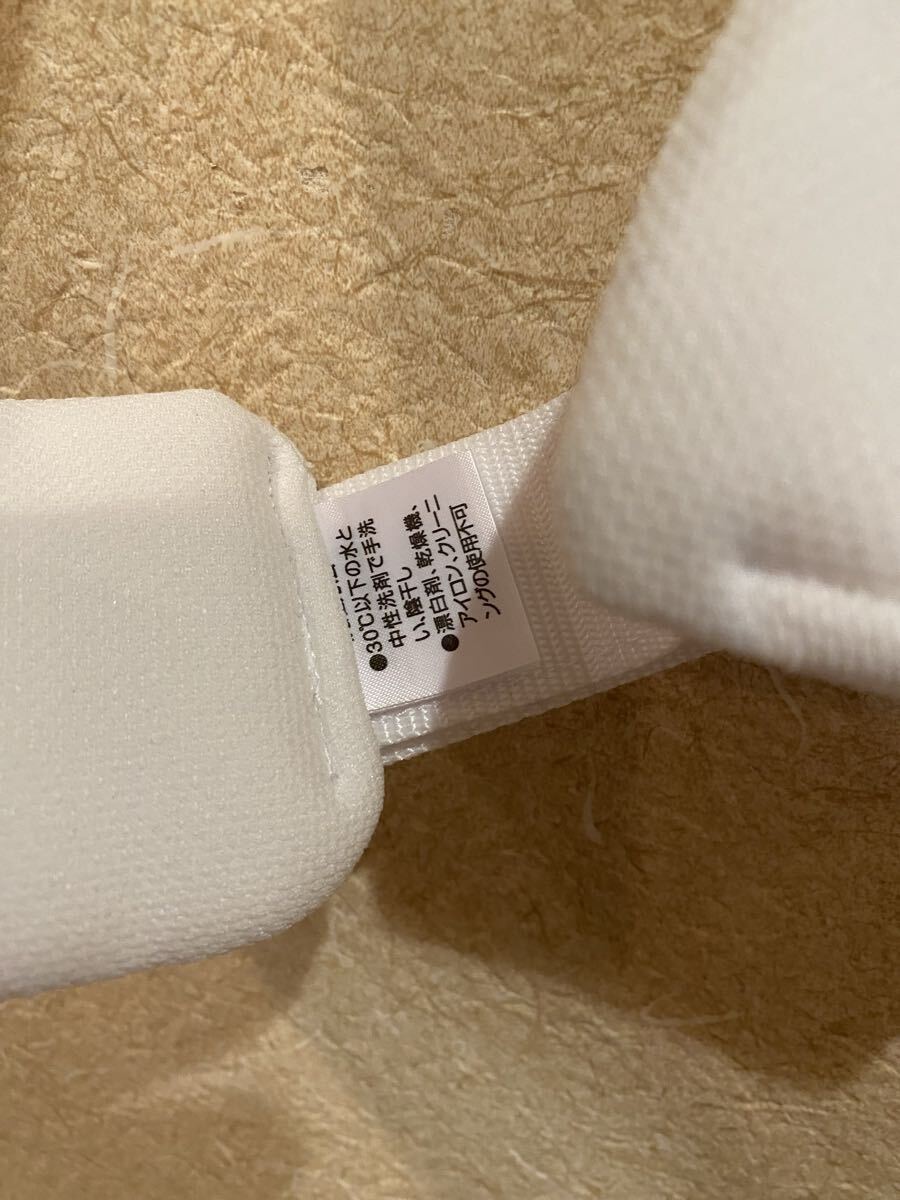 ●30℃以下の水と
中性洗剤で手洗
い、陰干し
●漂白剤、乾燥機、
アイロン、クリーニ
ングの使用不可